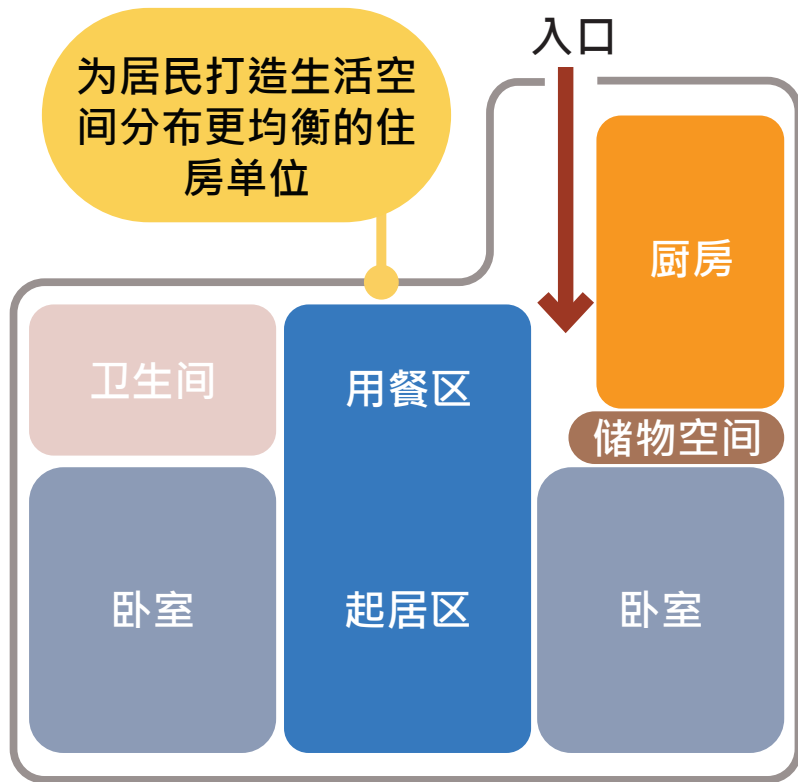 入口
为居民打造生活空
间分布更均衡的住
房单位
厨房
卫生间
用餐区
储物空间
卧室
起居区
卧室